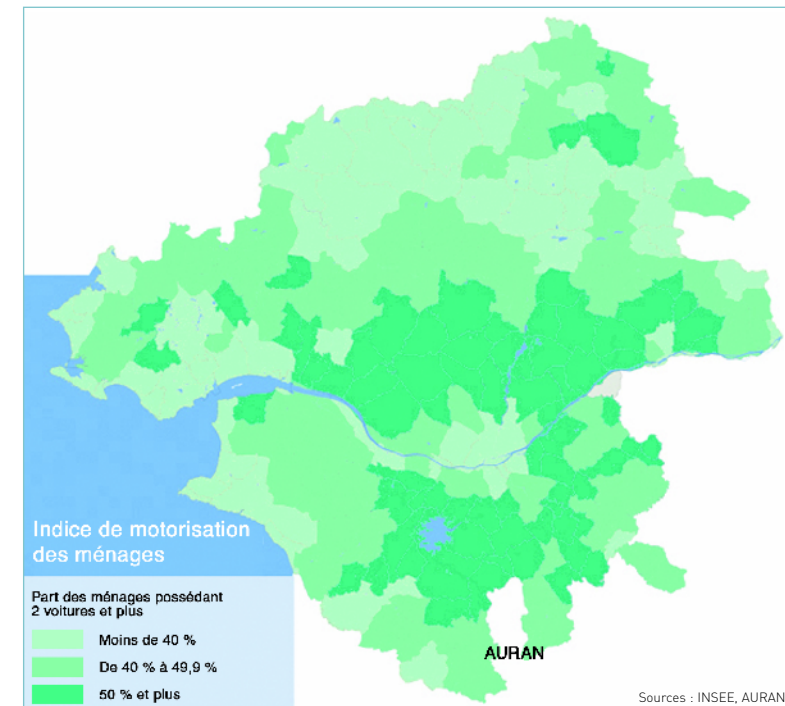 Indice de motorisation
des ménages
Part des ménages possédant
2 voitures et plus
Moins de 40 %
De 40 % à 49,9 %
50 % et plus
AURAN
Sources : INSEE, AURAN